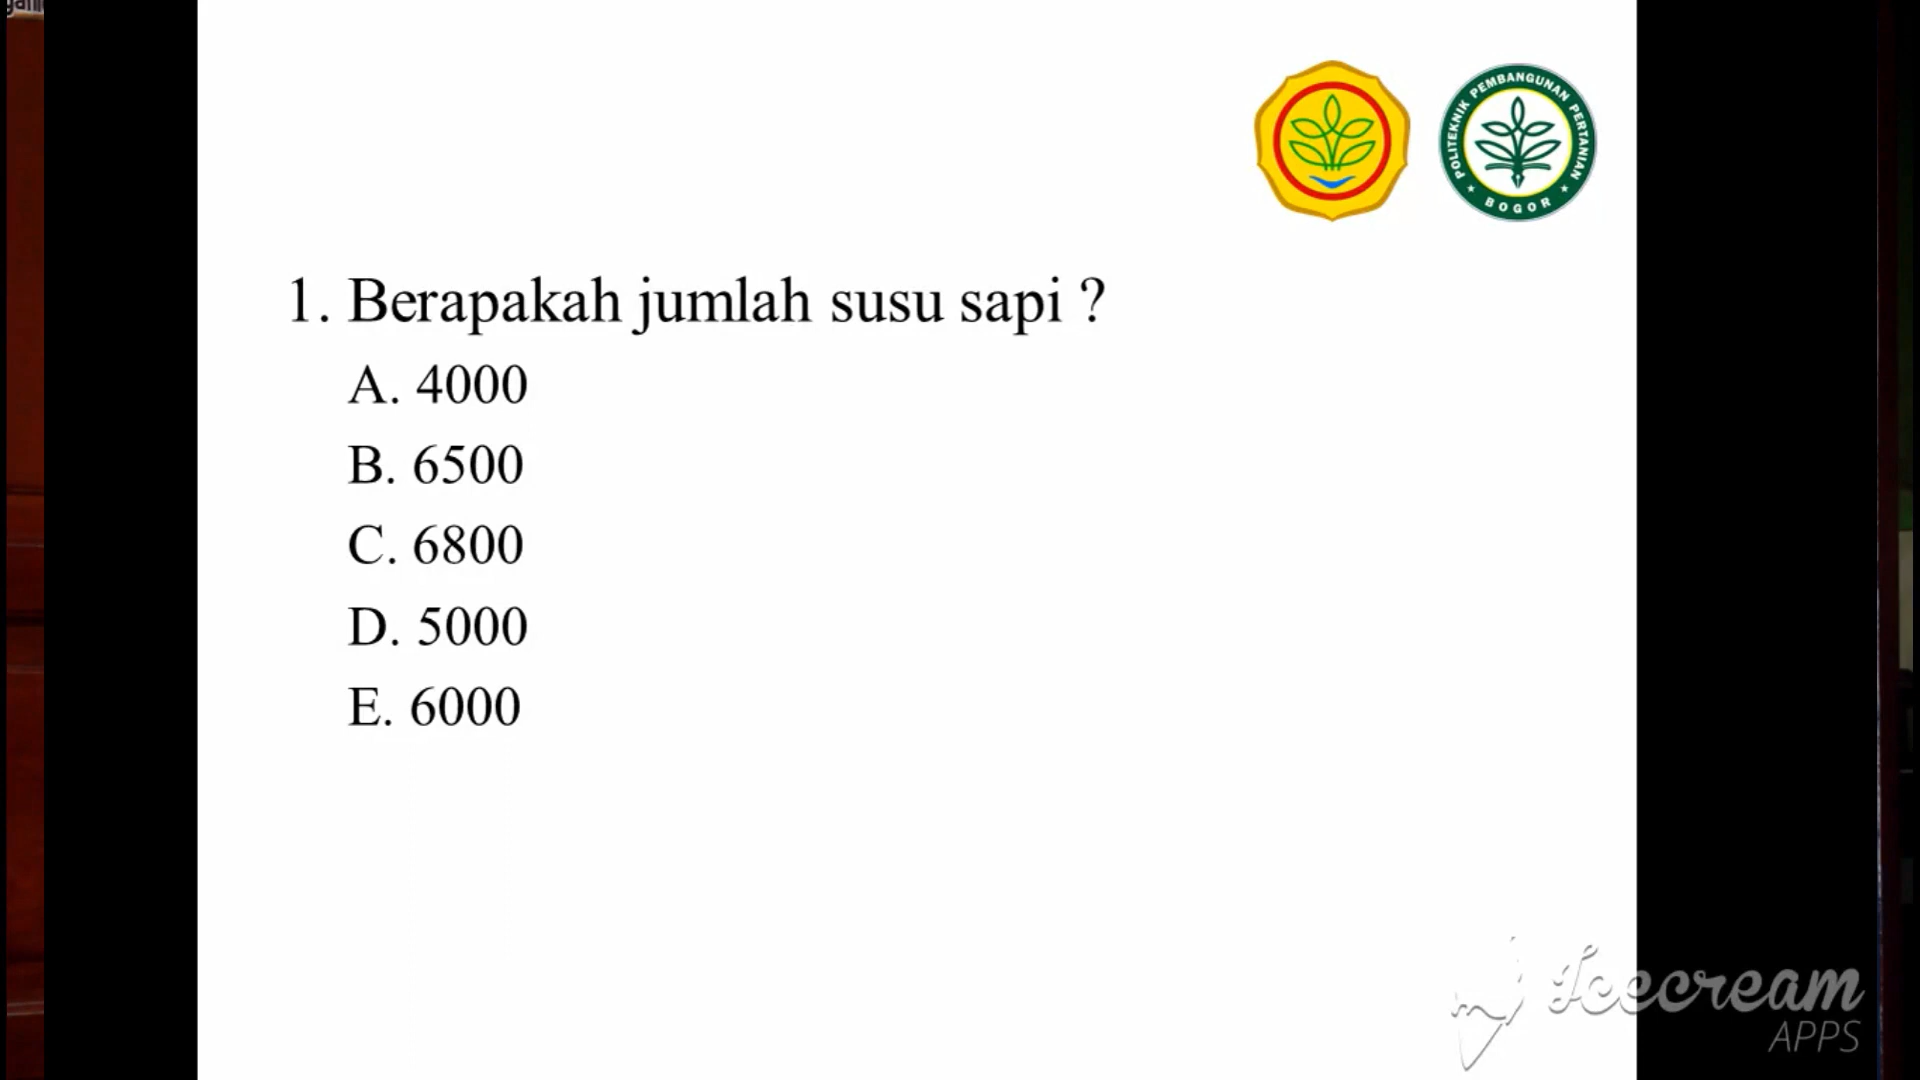 POLITEKNIK PEMBANGUNAN PERTANIAN
BOGOR
1. Berapakah jumlah susu sapi ?
A. 4000
B. 6500
C. 6800
D. 5000
E. 6000
Icecream
APPS